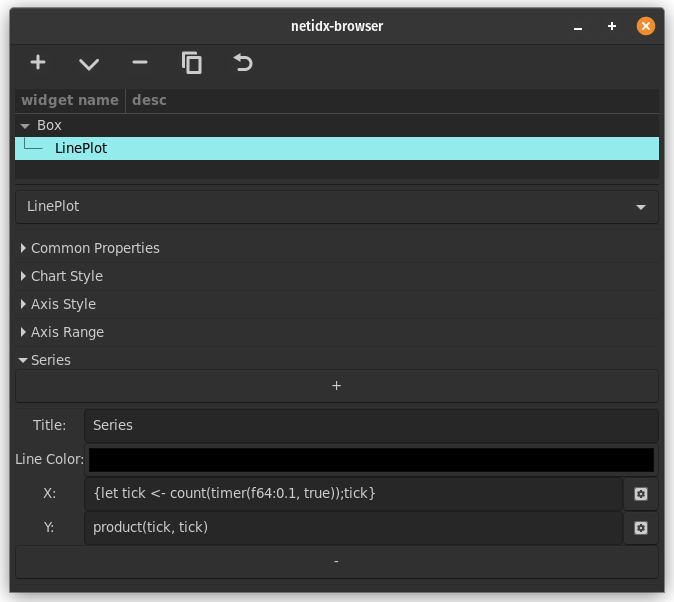 netidx-browser
widget name desc
Box
LinePlot
LinePlot
Common Properties
Chart Style
Axis Style
Axis Range
Series
+
Title: Series
Line Color:
X: {let tick <- count(timer(f64:0.1, true));tick}
Y: product(tick, tick)
-